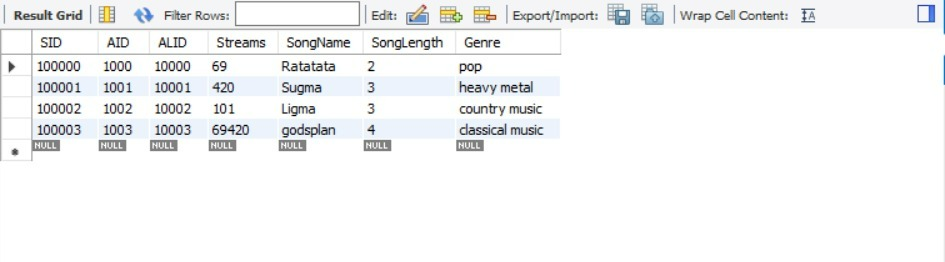 Result Grid Filter Rows: Edit: Export/Import: Wrap Cell Content: IA
SID AID ALID Streams SongName SongLength Genre
100000 1000 10000 69 Ratatata 2 pop
100001 1001 10001 420 Sugma 3 heavy metal
100002 1002 10002 101 Ligma 3 country music
100003 1003 10003 69420 godsplan 4 classical music
NULL NULL NULL NULL NULL NULL NULL